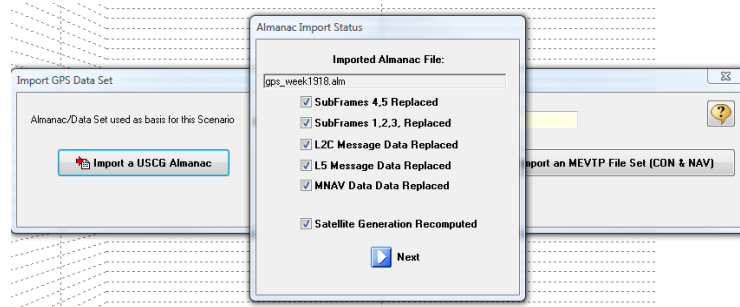 Almanac Import Status
Imported Almanac File:
gps_week1918.alm
SubFrames 4,5 Replaced
SubFrames 1,2,3, Replaced
L2C Message Data Replaced
L5 Message Data Replaced
MNAV Data Data Replaced
Satellite Generation Recomputed
Next
Import GPS Data Set
Almanac/Data Set used as basis for this Scenario
Import a USCG Almanac
mport an MEVTP File Set (CON & NAV)